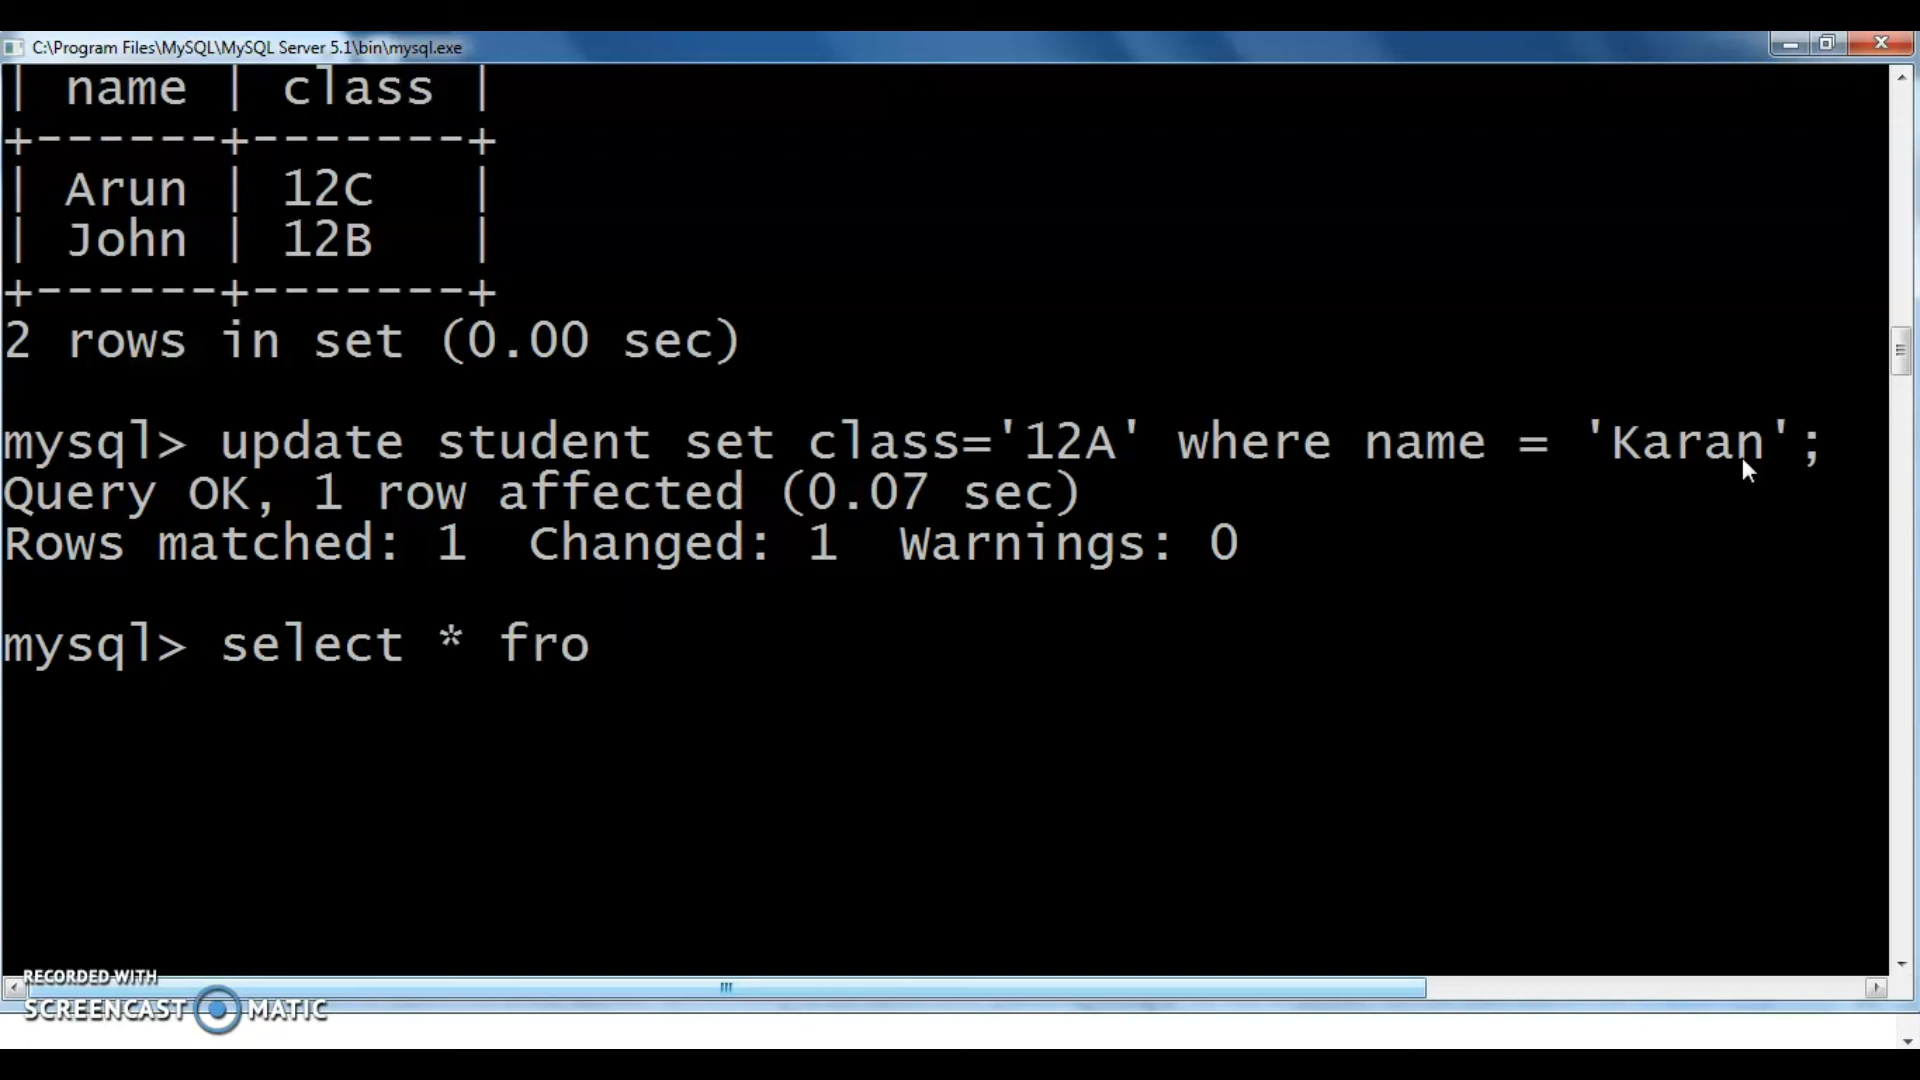 C:\Program Files\MySQL\MySQL Server 5.1\bin\mysql.exe
| name | class |
+------+-------+
| Arun | 12C   |
| John | 12B   |
+------+-------+
2 rows in set (0.00 sec)
mysql> update student set class='12A' where name = 'Karan';
Query OK, 1 row affected (0.07 sec)
Rows matched: 1  Changed: 1  Warnings: 0
mysql> select * fro
RECORDED WITH
SCREENCAST MATIC